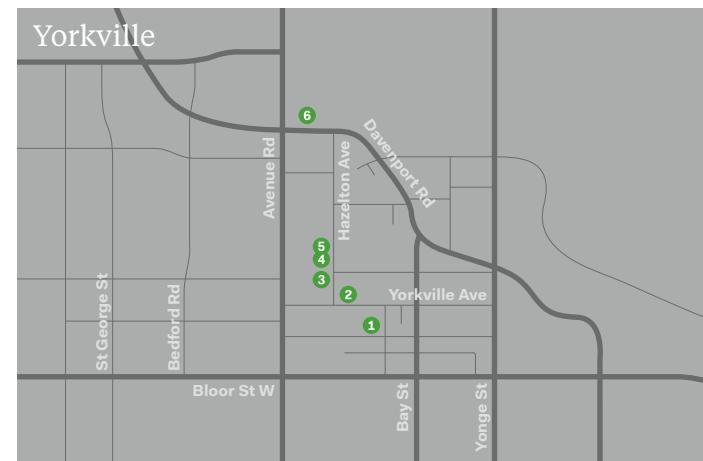 Yorkville
6
Davenport Rd
Avenue Rd
Hazelton Ave
5
4
3
2
Yorkville Ave
St George St
Bedford Rd
1
Bloor St W
Bay St
Yonge St